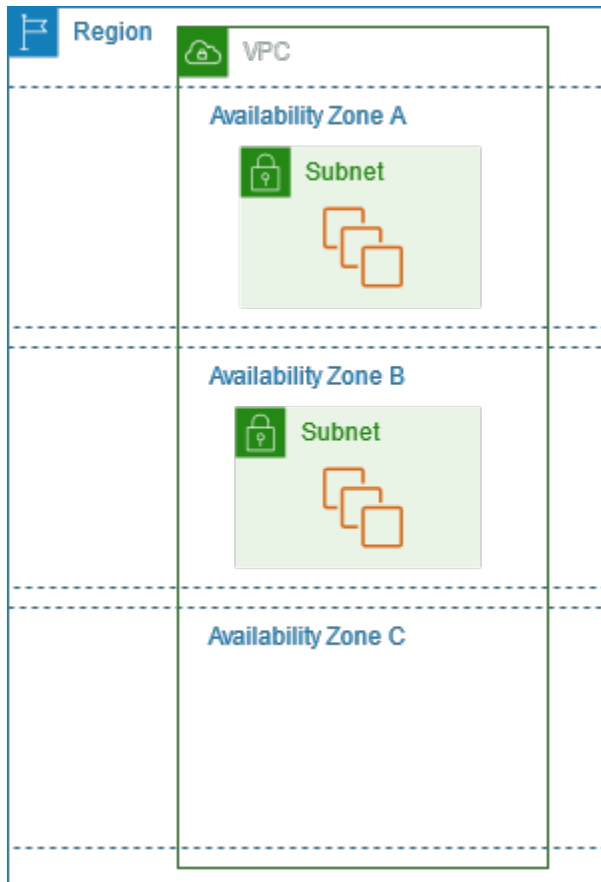 Region
VPC
Availability Zone A
Subnet
Availability Zone B
Subnet
Availability Zone C